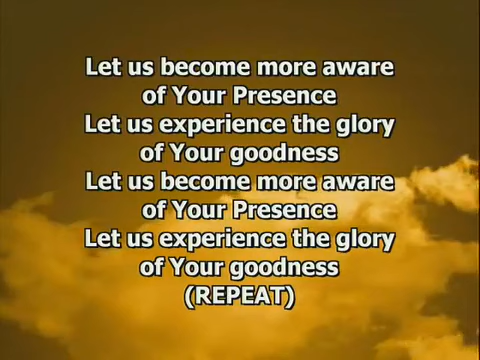 Let us become more aware
of Your Presence
Let us experience the glory
of Your goodness
Let us become more aware
of Your Presence
Let us experience the glory
of Your goodness
(REPEAT)